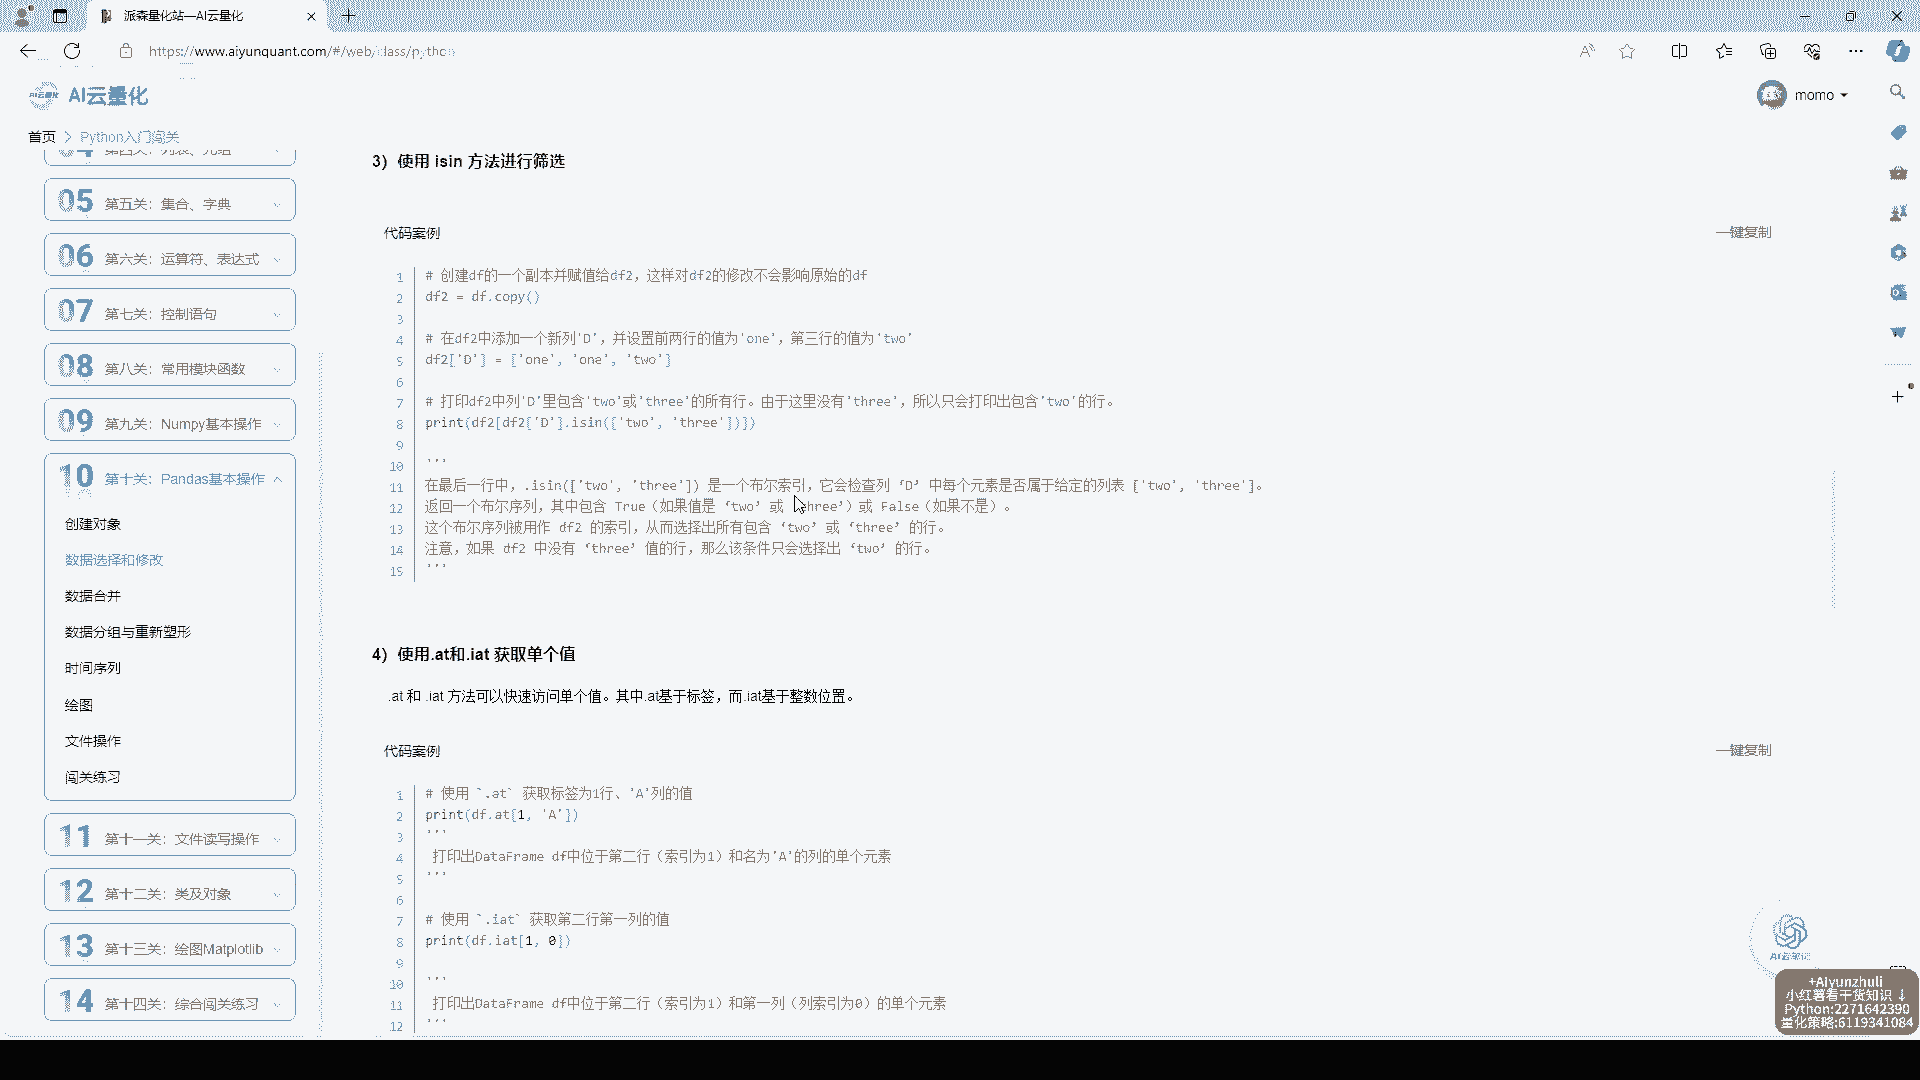 派森量化站—AI云量化
https://www.aiyunquant.com/#/web/class/python
AI云量化
momo
首页 > Python入门闯关
第四关：列表、元组
05 第五关：集合、字典
06 第六关：运算符、表达式
07 第七关：控制语句
08 第八关：常用模块函数
09 第九关：Numpy基本操作
10 第十关：Pandas基本操作
创建对象
数据选择和修改
数据合并
数据分组与重新塑形
时间序列
绘图
文件操作
闯关练习
11 第十一关：文件读写操作
12 第十二关：类及对象
13 第十三关：绘图Matplotlib
14 第十四关：综合闯关练习
3）使用 isin 方法进行筛选
代码案例
一键复制
1 # 创建df的一个副本并赋值给df2，这样对df2的修改不会影响原始的df
2 df2 = df.copy()
3
4 # 在df2中添加一个新列'D'，并设置前两行的值为'one'，第三行的值为'two'
5 df2['D'] = ['one', 'one', 'two']
6
7 # 打印df2中列'D'里包含'two'或'three'的所有行。由于这里没有'three'，所以只会打印出包含'two'的行。
8 print(df2[df2['D'].isin(['two', 'three'])])
9
10 '''
11 在最后一行中，.isin(['two', 'three']) 是一个布尔索引，它会检查列 ‘D’ 中每个元素是否属于给定的列表 ['two', 'three']。
12 返回一个布尔序列，其中包含 True（如果值是 ‘two’ 或 ‘three’）或 False（如果不是）。
13 这个布尔序列被用作 df2 的索引，从而选择出所有包含 ‘two’ 或 ‘three’ 的行。
14 注意，如果 df2 中没有 ‘three’ 值的行，那么该条件只会选择出 ‘two’ 的行。
15 '''
4）使用.at和.iat 获取单个值
.at 和 .iat 方法可以快速访问单个值。其中.at基于标签，而.iat基于整数位置。
代码案例
一键复制
1 # 使用 `.at` 获取标签为1行、'A'列的值
2 print(df.at[1, 'A'])
3 '''
4 打印出DataFrame df中位于第二行（索引为1）和名为'A'的列的单个元素
5 '''
6
7 # 使用 `.iat` 获取第二行第一列的值
8 print(df.iat[1, 0])
9
10 '''
11 打印出DataFrame df中位于第二行（索引为1）和第一列（列索引为0）的单个元素
12 '''
+Aiyunzhuli
小红薯看干货知识 ↓
Python:2271642390
量化策略:6119341084